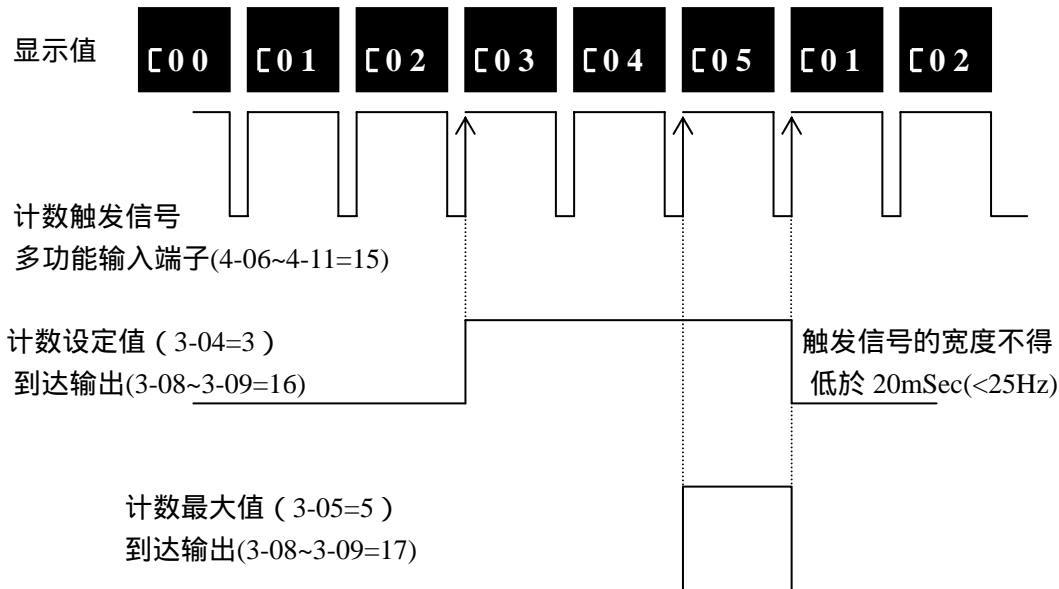 显示值
C00 C01 C02 C03 C04 C05 C01 C02
计数触发信号
多功能输入端子(4-06~4-11=15)
计数设定值（3-04=3）
到达输出(3-08~3-09=16)
触发信号的宽度不得
低於 20mSec(<25Hz)
计数最大值（3-05=5）
到达输出(3-08~3-09=17)